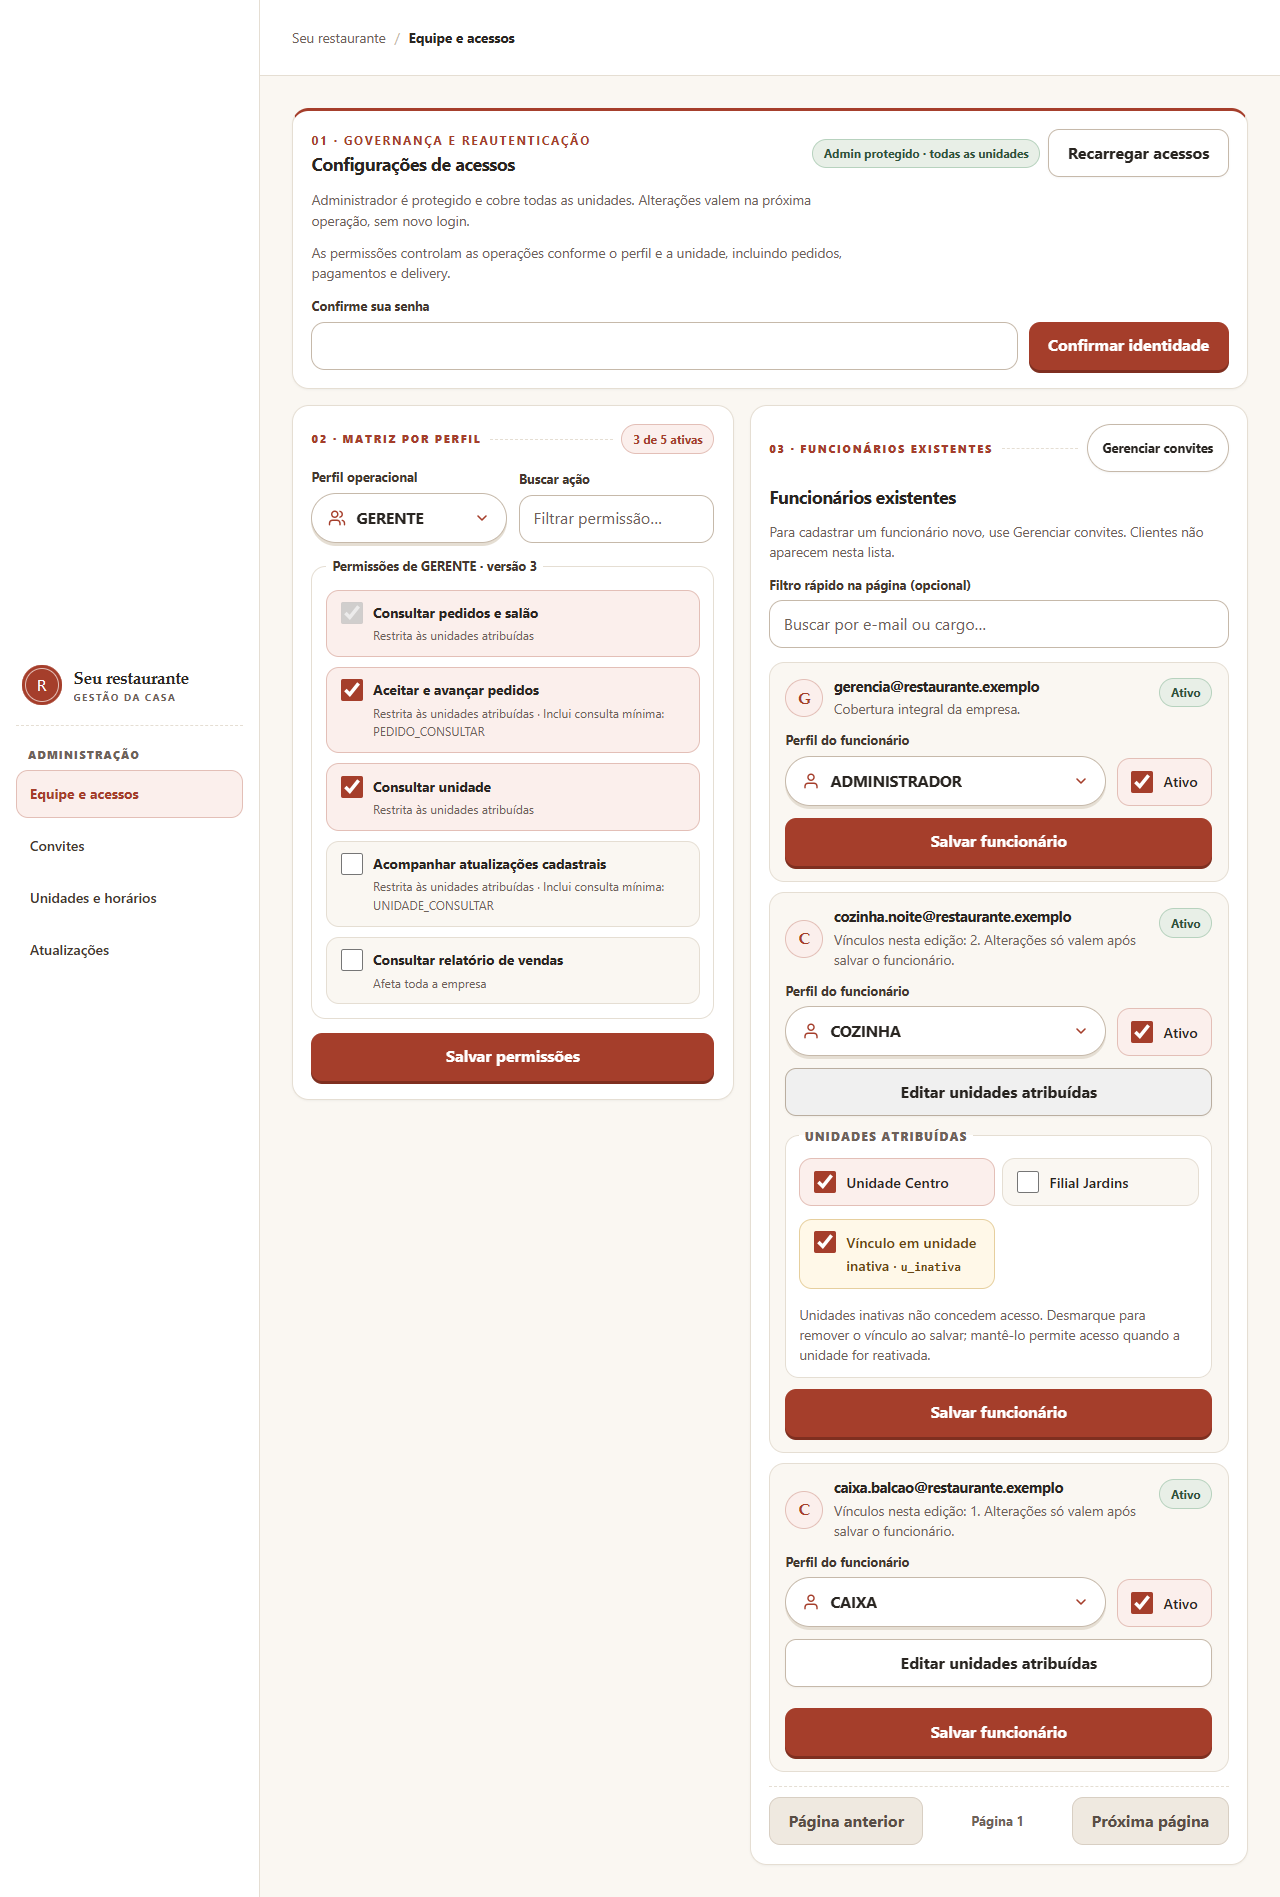 Seu restaurante / Equipe e acessos
R
Seu restaurante
GESTÃO DA CASA
ADMINISTRAÇÃO
Equipe e acessos
Convites
Unidades e horários
Atualizações
01 · GOVERNANÇA E REAUTENTICAÇÃO
Configurações de acessos
Admin protegido · todas as unidades
Recarregar acessos
Administrador é protegido e cobre todas as unidades. Alterações valem na próxima
operação, sem novo login.
As permissões controlam as operações conforme o perfil e a unidade, incluindo pedidos,
pagamentos e delivery.
Confirme sua senha
Confirmar identidade
02 · MATRIZ POR PERFIL
3 de 5 ativas
Perfil operacional
GERENTE
Buscar ação
Filtrar permissão...
Permissões de GERENTE · versão 3
Consultar pedidos e salão
Restrita às unidades atribuídas
Aceitar e avançar pedidos
Restrita às unidades atribuídas · Inclui consulta mínima:
PEDIDO_CONSULTAR
Consultar unidade
Restrita às unidades atribuídas
Acompanhar atualizações cadastrais
Restrita às unidades atribuídas · Inclui consulta mínima:
UNIDADE_CONSULTAR
Consultar relatório de vendas
Afeta toda a empresa
Salvar permissões
03 · FUNCIONÁRIOS EXISTENTES
Gerenciar convites
Funcionários existentes
Para cadastrar um funcionário novo, use Gerenciar convites. Clientes não
aparecem nesta lista.
Filtro rápido na página (opcional)
Buscar por e-mail ou cargo...
G
gerencia@restaurante.exemplo
Cobertura integral da empresa.
Ativo
Perfil do funcionário
ADMINISTRADOR
Ativo
Salvar funcionário
C
cozinha.noite@restaurante.exemplo
Vínculos nesta edição: 2. Alterações só valem após
salvar o funcionário.
Ativo
Perfil do funcionário
COZINHA
Ativo
Editar unidades atribuídas
UNIDADES ATRIBUÍDAS
Unidade Centro
Filial Jardins
Vínculo em unidade
inativa · u_inativa
Unidades inativas não concedem acesso. Desmarque para
remover o vínculo ao salvar; mantê-lo permite acesso quando a
unidade for reativada.
Salvar funcionário
C
caixa.balcao@restaurante.exemplo
Vínculos nesta edição: 1. Alterações só valem após
salvar o funcionário.
Ativo
Perfil do funcionário
CAIXA
Ativo
Editar unidades atribuídas
Salvar funcionário
Página anterior
Página 1
Próxima página